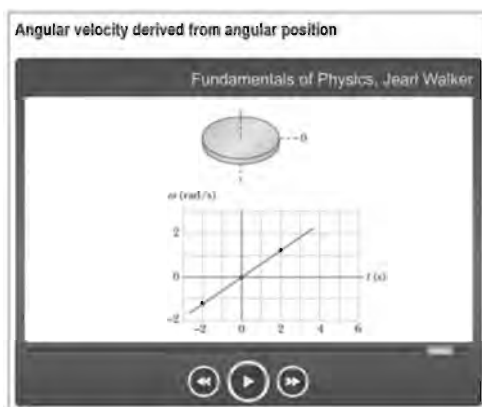 Angular velocity derived from angular position
Fundamentals of Physics, Jearl Walker
0
ω (rad/s)
2
0
t (s)
−2
−2 0 2 4 6